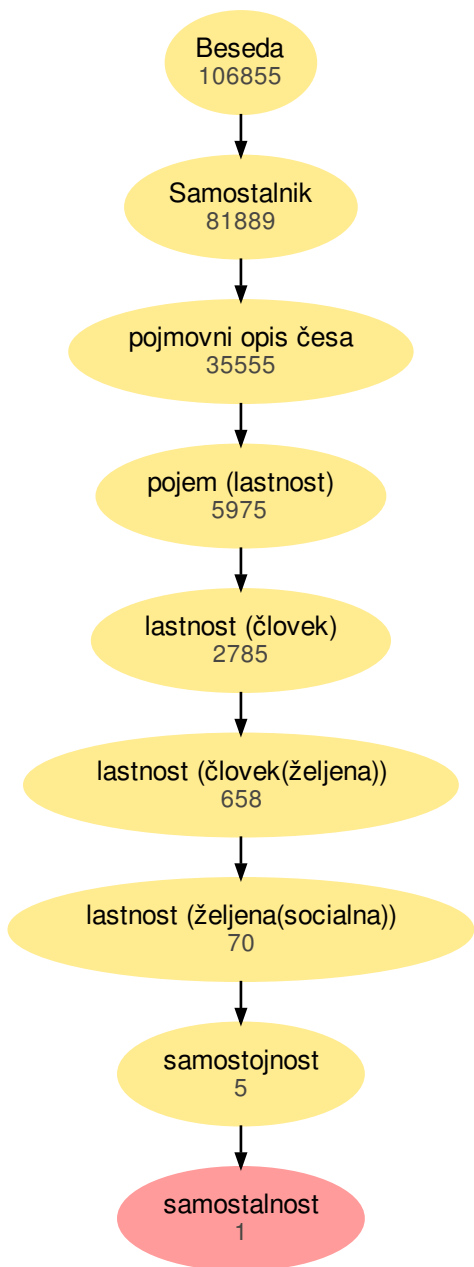 Beseda
106855
Samostalnik
81889
pojmovni opis česa
35555
pojem (lastnost)
5975
lastnost (človek)
2785
lastnost (človek(željena))
658
lastnost (željena(socialna))
70
samostojnost
5
samostalnost
1